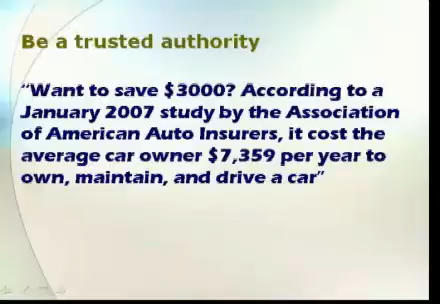 Be a trusted authority
“Want to save $3000? According to a
January 2007 study by the Association
of American Auto Insurers, it cost the
average car owner $7,359 per year to
own, maintain, and drive a car”